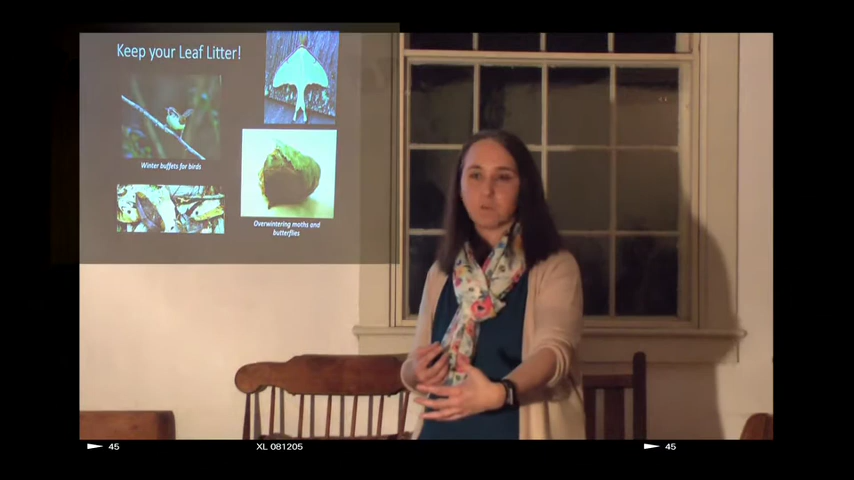 Keep your Leaf Litter!
Winter buffets for birds
Overwintering moths and
butterflies
45
XL 081205
45